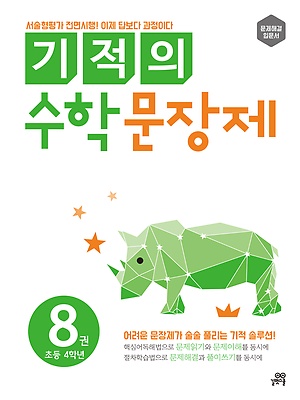 서술형평가 전면시행! 이제 답보다 과정이다
문제해결
입문서
기적의
수학 문장제
8권
초등 4학년
어려운 문장제가 술술 풀리는 기적 솔루션!
핵심어독해법으로 문제읽기와 문제이해를 동시에
절차학습법으로 문제해결과 풀이쓰기를 동시에
길벗스쿨